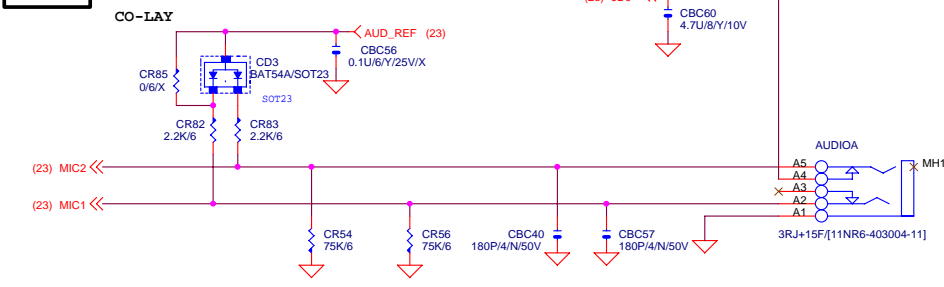 CO-LAY
AUD_REF (23)
CBC60
4.7U/8/Y/10V
CBC56
0.1U/6/Y/25V/X
CR85
0/6/X
CD3
BAT54A/SOT23
SOT23
CR82
2.2K/6
CR83
2.2K/6
AUDIOA
(23) MIC2
A5
MH1
A4
A3
(23) MIC1
A2
A1
CR54
75K/6
CR56
75K/6
CBC40
180P/4/N/50V
CBC57
180P/4/N/50V
3RJ+15F/[11NR6-403004-11]